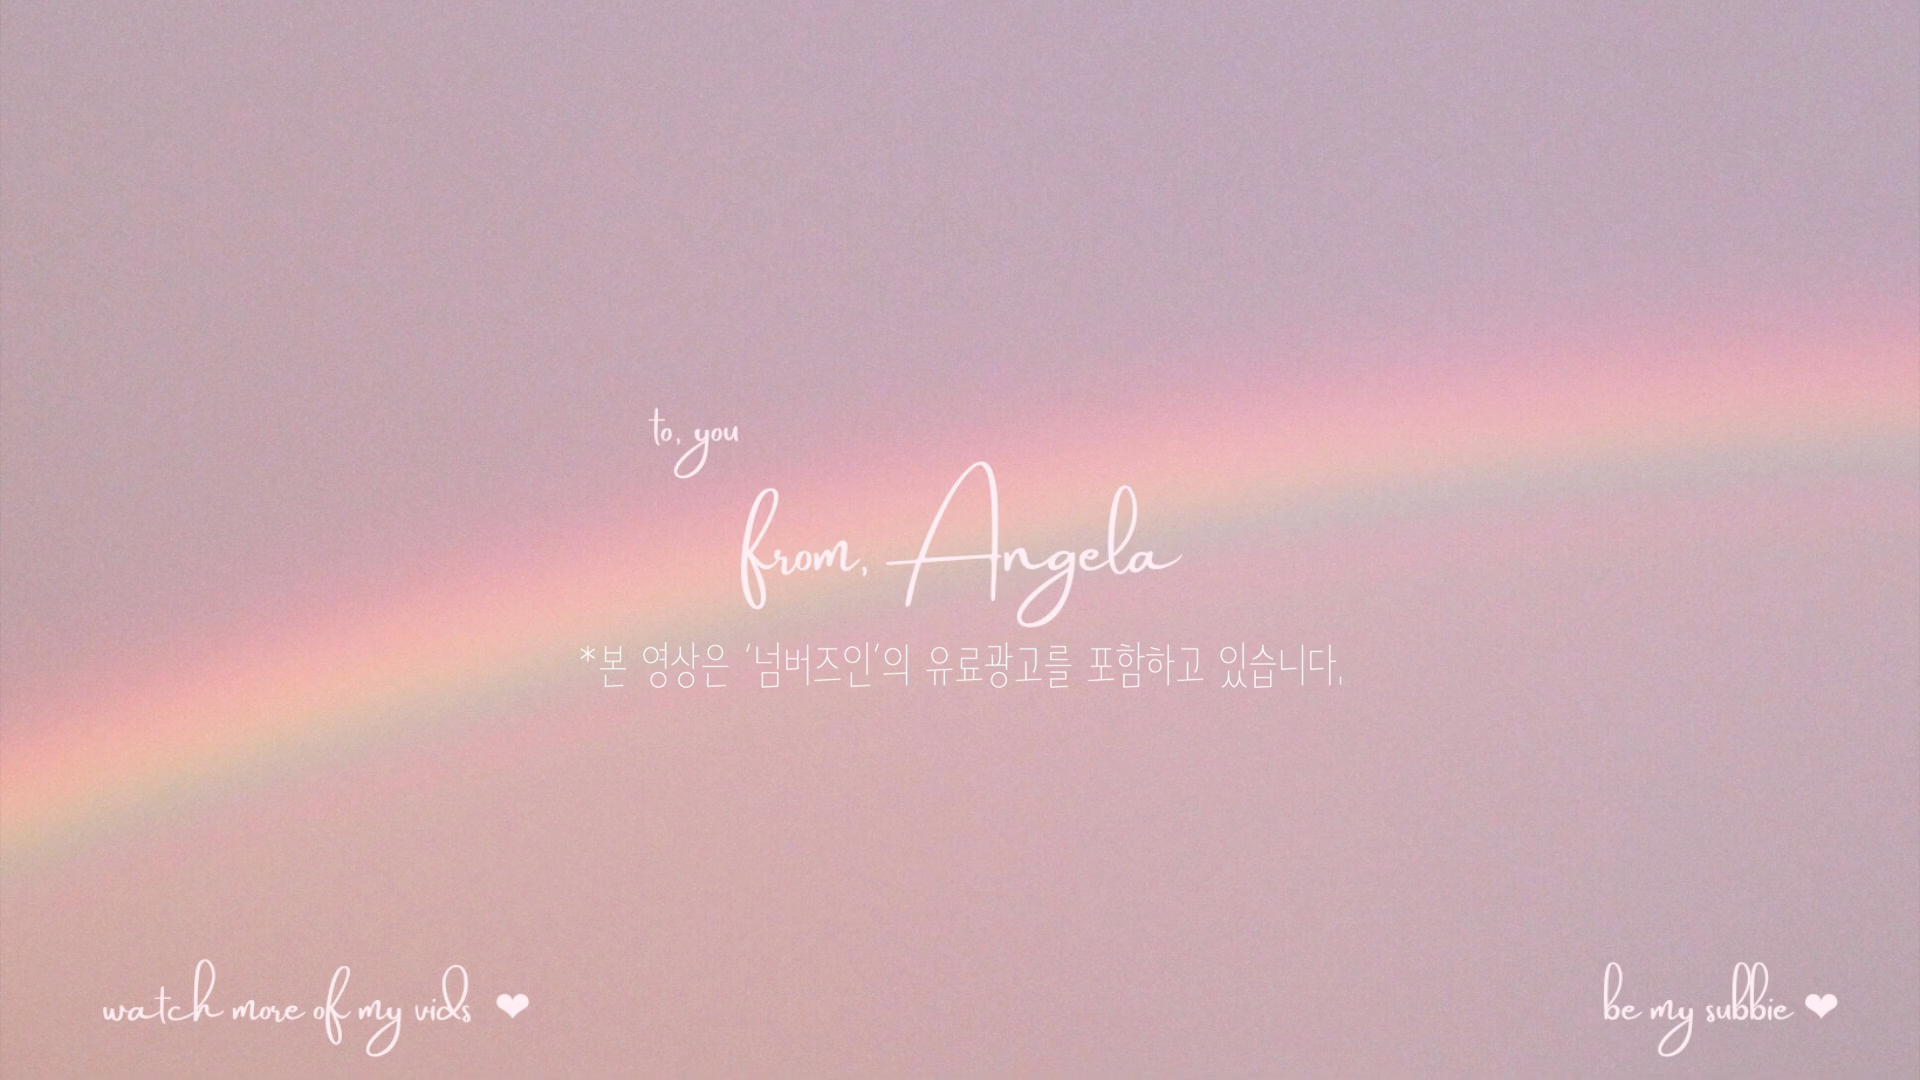 to, you
from, Angela
*본 영상은 '넘버즈인'의 유료광고를 포함하고 있습니다.
watch more of my vids ❤
be my subbie ❤